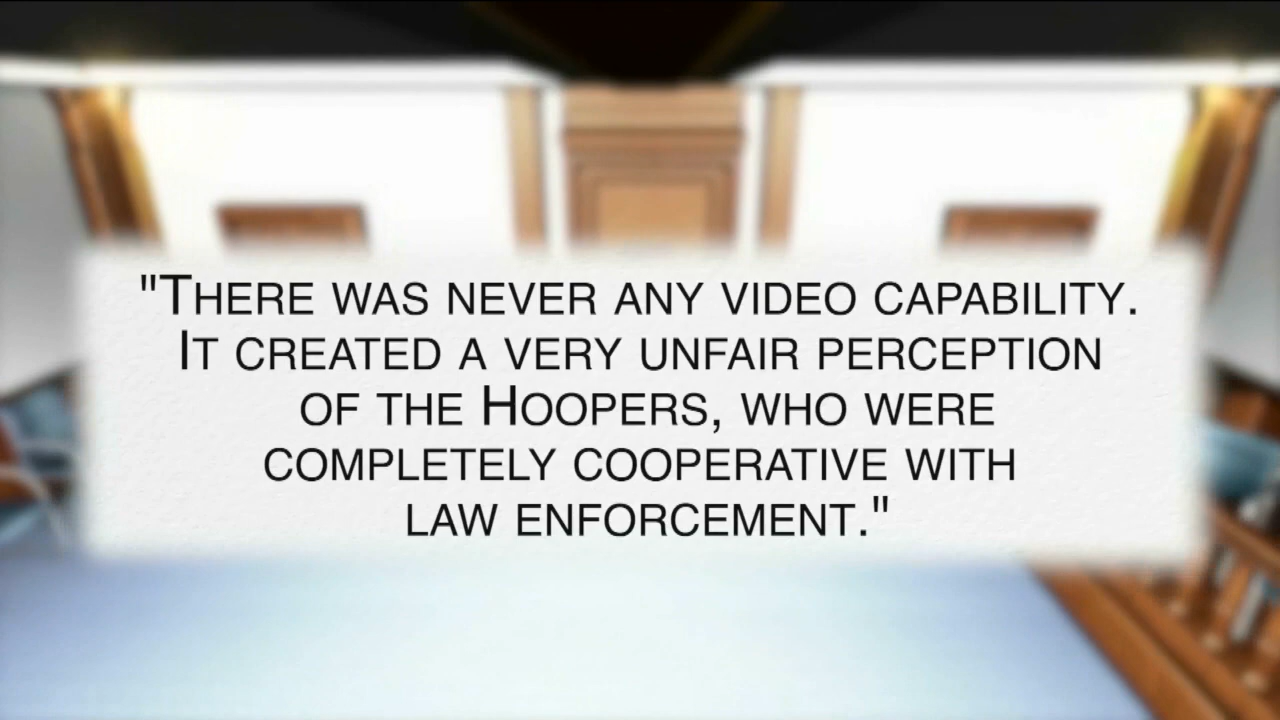 "There was never any video capability.
It created a very unfair perception
of the Hoopers, who were
completely cooperative with
law enforcement."